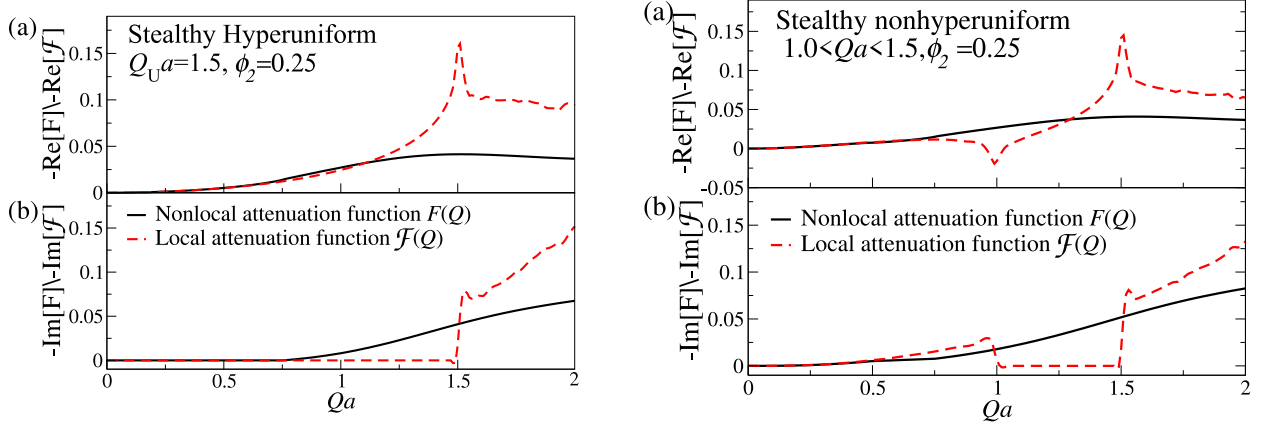 (a)
Stealthy Hyperuniform
Q_U a=1.5, ϕ_2=0.25
-Re[F]\-Re[ℱ]
0.15
0.1
0.05
0
(b)
Nonlocal attenuation function F(Q)
Local attenuation function ℱ(Q)
-Im[F]\-Im[ℱ]
0.15
0.1
0.05
0
0 0.5 1 1.5 2
Qa
(a)
Stealthy nonhyperuniform
1.0<Qa<1.5,ϕ_2 =0.25
-Re[F]\-Re[ℱ]
0.15
0.1
0.05
0
-0.05
(b)
Nonlocal attenuation function F(Q)
Local attenuation function ℱ(Q)
-Im[F]\-Im[ℱ]
0.15
0.1
0.05
0
0 0.5 1 1.5 2
Qa